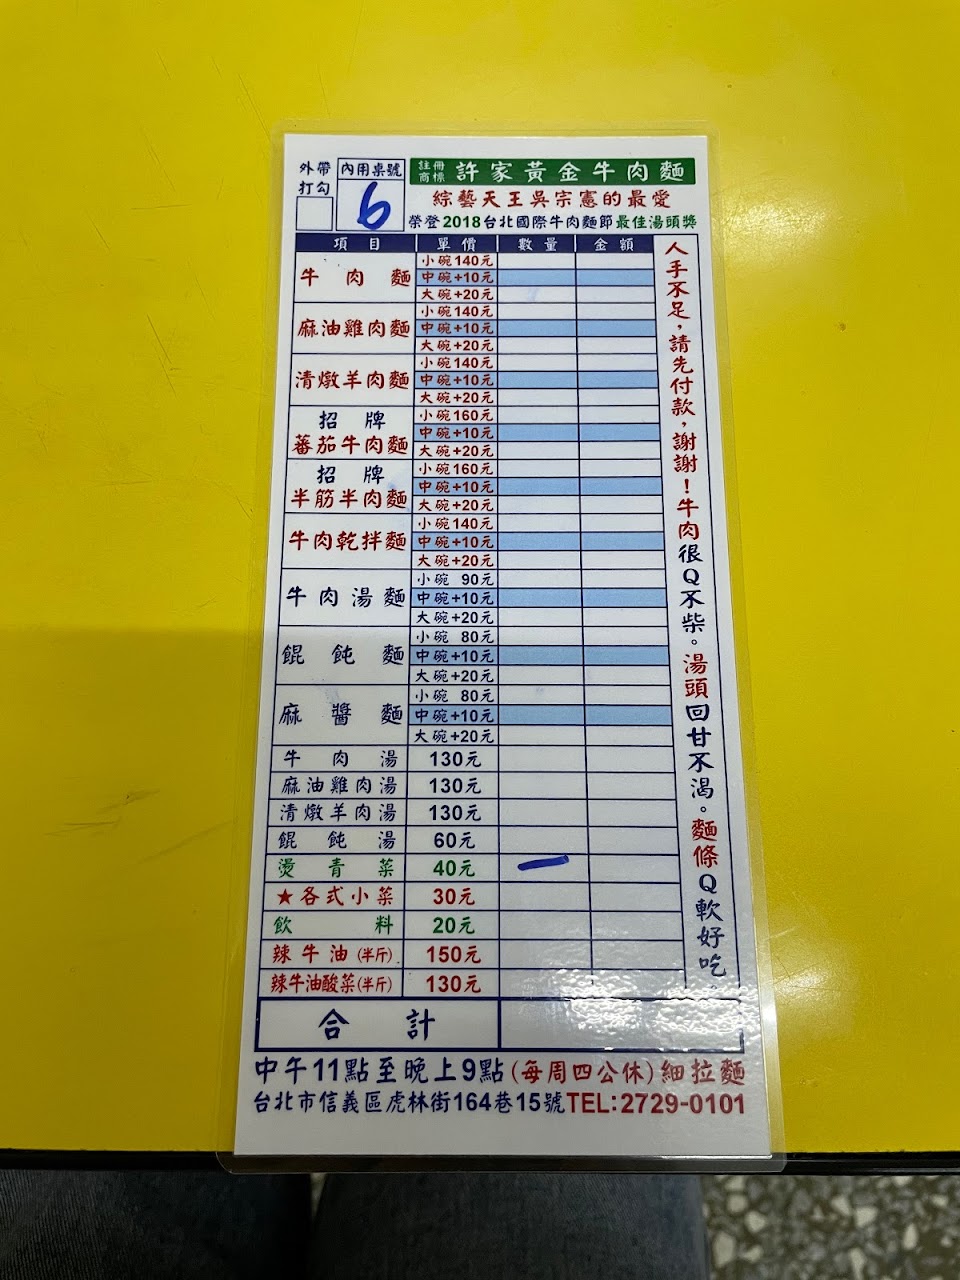 外帶
打勾
內用桌號
6
註冊
商標
許家黃金牛肉麵
綜藝天王吳宗憲的最愛
榮登2018台北國際牛肉麵節最佳湯頭獎
項目 單價 數量 金額
牛肉麵
小碗140元
中碗+10元
大碗+20元
麻油雞肉麵
小碗140元
中碗+10元
大碗+20元
清燉羊肉麵
小碗140元
中碗+10元
大碗+20元
招牌
蕃茄牛肉麵
小碗160元
中碗+10元
大碗+20元
招牌
半筋半肉麵
小碗160元
中碗+10元
大碗+20元
牛肉乾拌麵
小碗140元
中碗+10元
大碗+20元
牛肉湯麵
小碗 90元
中碗+10元
大碗+20元
餛飩麵
小碗 80元
中碗+10元
大碗+20元
麻醬麵
小碗 80元
中碗+10元
大碗+20元
牛肉湯 130元
麻油雞肉湯 130元
清燉羊肉湯 130元
餛飩湯 60元
燙青菜 40元 一
★各式小菜 30元
飲料 20元
辣牛油(半斤) 150元
辣牛油酸菜(半斤) 130元
合計
人手不足，請先付款，謝謝！牛肉很Q不柴。湯頭回甘不渴。麵條Q軟好吃。
中午11點至晚上9點(每周四公休)細拉麵
台北市信義區虎林街164巷15號TEL:2729-0101